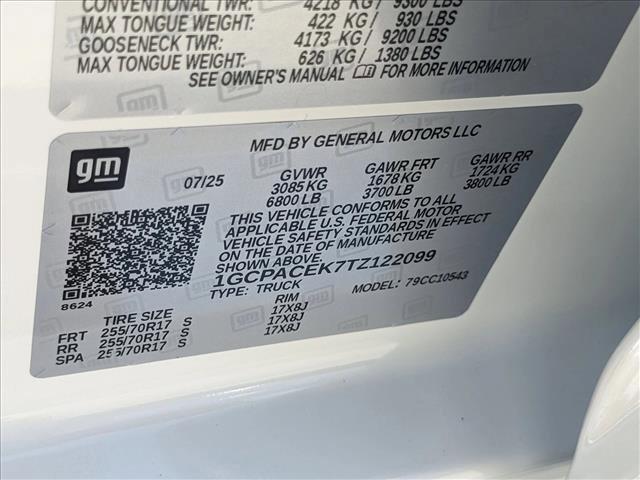 CONVENTIONAL TWR: 4218 KG / 9300 LBS
MAX TONGUE WEIGHT: 422 KG / 930 LBS
GOOSENECK TWR: 4173 KG / 9200 LBS
MAX TONGUE WEIGHT: 626 KG / 1380 LBS
SEE OWNER'S MANUAL FOR MORE INFORMATION
gm
MFD BY GENERAL MOTORS LLC
07/25 GVWR GAWR FRT GAWR RR
3085 KG 1678 KG 1724 KG
6800 LB 3700 LB 3800 LB
THIS VEHICLE CONFORMS TO ALL
APPLICABLE U.S. FEDERAL MOTOR
VEHICLE SAFETY STANDARDS IN EFFECT
ON THE DATE OF MANUFACTURE
SHOWN ABOVE.
1GCPACEK7TZ122099
TYPE: TRUCK MODEL: 79CC10543
8624
TIRE SIZE RIM
FRT 255/70R17 S 17X8J
RR 255/70R17 S 17X8J
SPA 255/70R17 S 17X8J